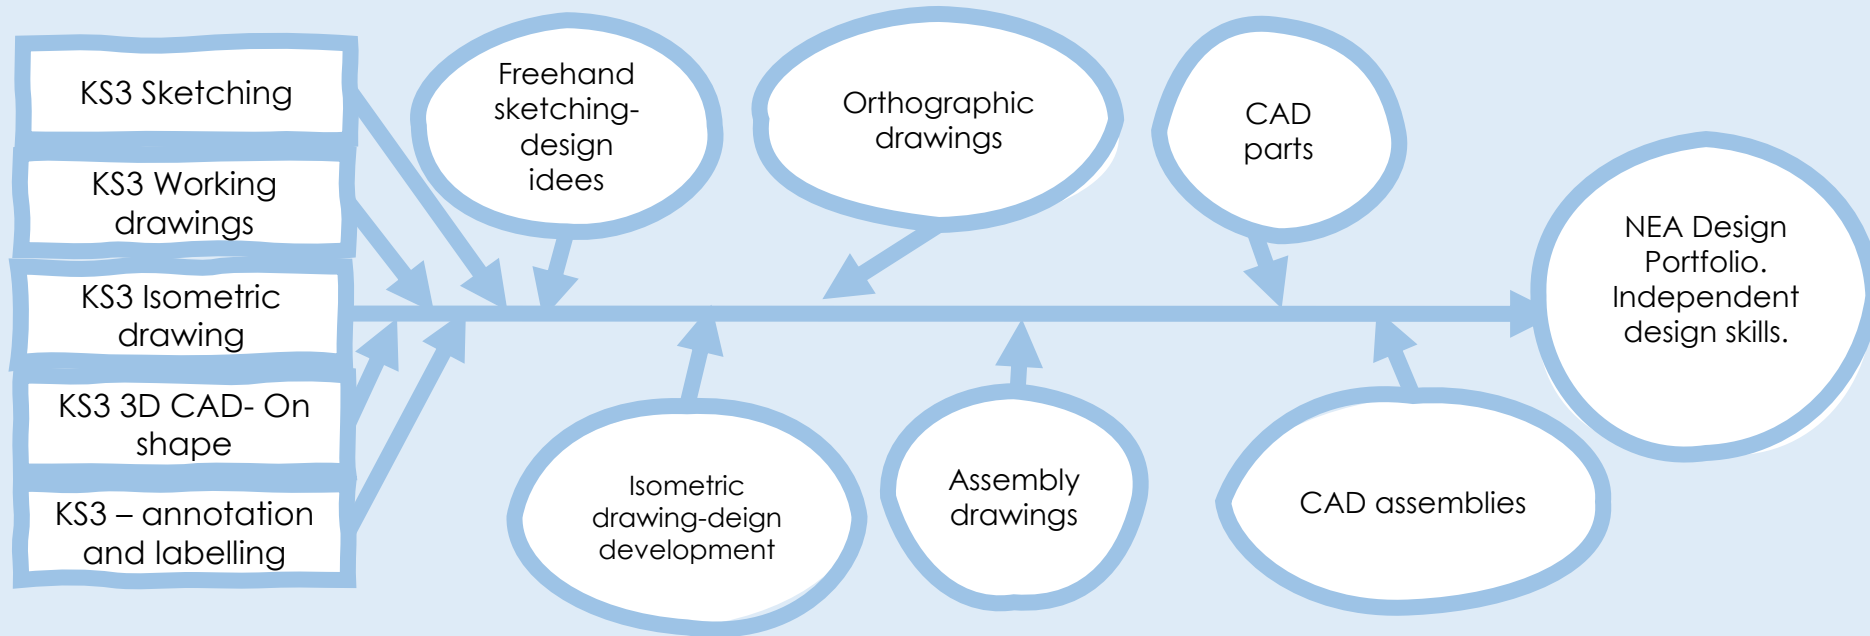 KS3 Sketching
KS3 Working
drawings
KS3 Isometric
drawing
KS3 3D CAD- On
shape
KS3 – annotation
and labelling
Freehand
sketching-
design
idees
Orthographic
drawings
CAD
parts
Isometric
drawing-deign
development
Assembly
drawings
CAD assemblies
NEA Design
Portfolio.
Independent
design skills.